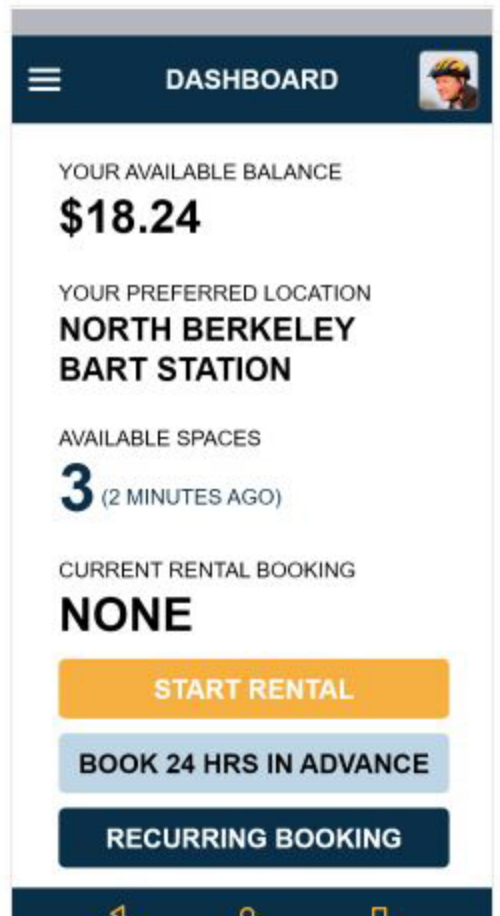 DASHBOARD
YOUR AVAILABLE BALANCE
$18.24
YOUR PREFERRED LOCATION
NORTH BERKELEY
BART STATION
AVAILABLE SPACES
3 (2 MINUTES AGO)
CURRENT RENTAL BOOKING
NONE
START RENTAL
BOOK 24 HRS IN ADVANCE
RECURRING BOOKING